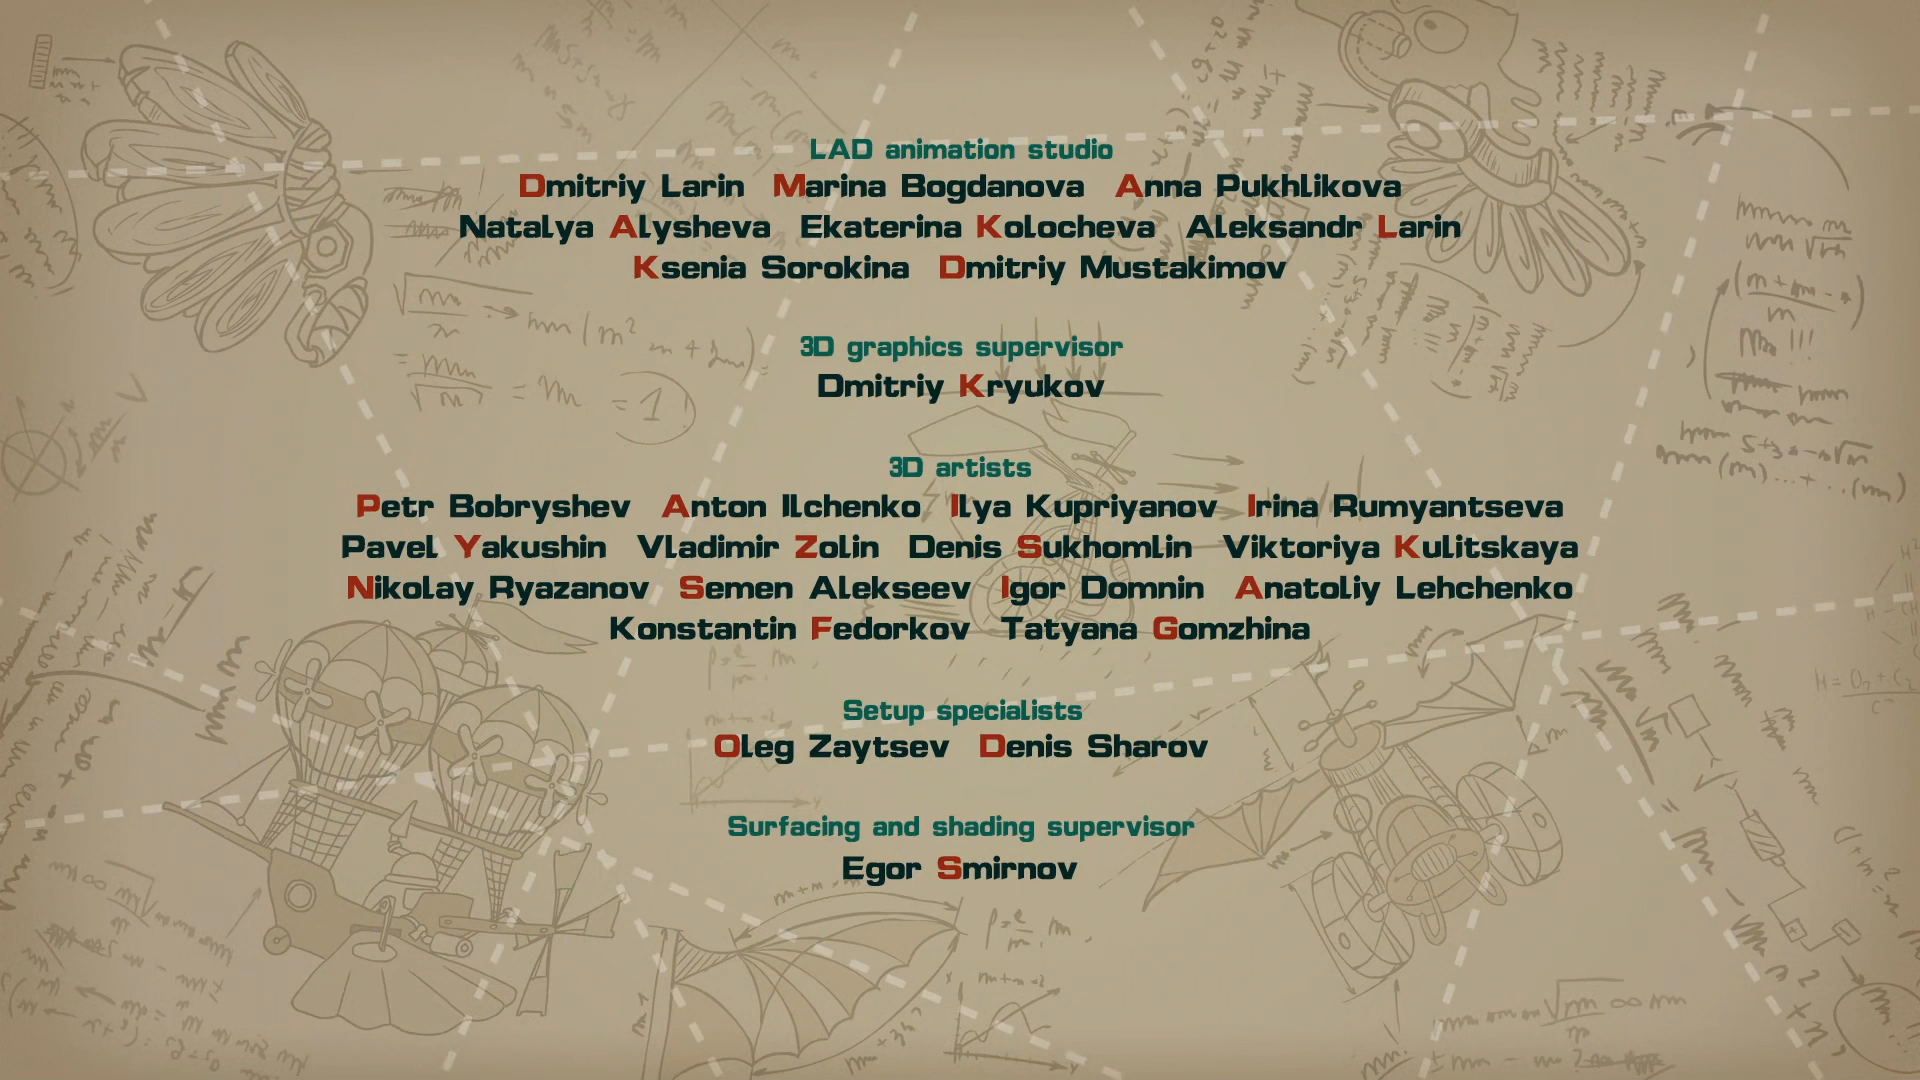 LAD animation studio
Dmitriy Larin Marina Bogdanova Anna Pukhlikova
Natalya Alysheva Ekaterina Kolocheva Aleksandr Larin
Ksenia Sorokina Dmitriy Mustakimov
3D graphics supervisor
Dmitriy Kryukov
3D artists
Petr Bobryshev Anton Ilchenko Ilya Kupriyanov Irina Rumyantseva
Pavel Yakushin Vladimir Zolin Denis Sukhomlin Viktoriya Kulitskaya
Nikolay Ryazanov Semen Alekseev Igor Domnin Anatoliy Lehchenko
Konstantin Fedorkov Tatyana Gomzhina
Setup specialists
Oleg Zaytsev Denis Sharov
Surfacing and shading supervisor
Egor Smirnov